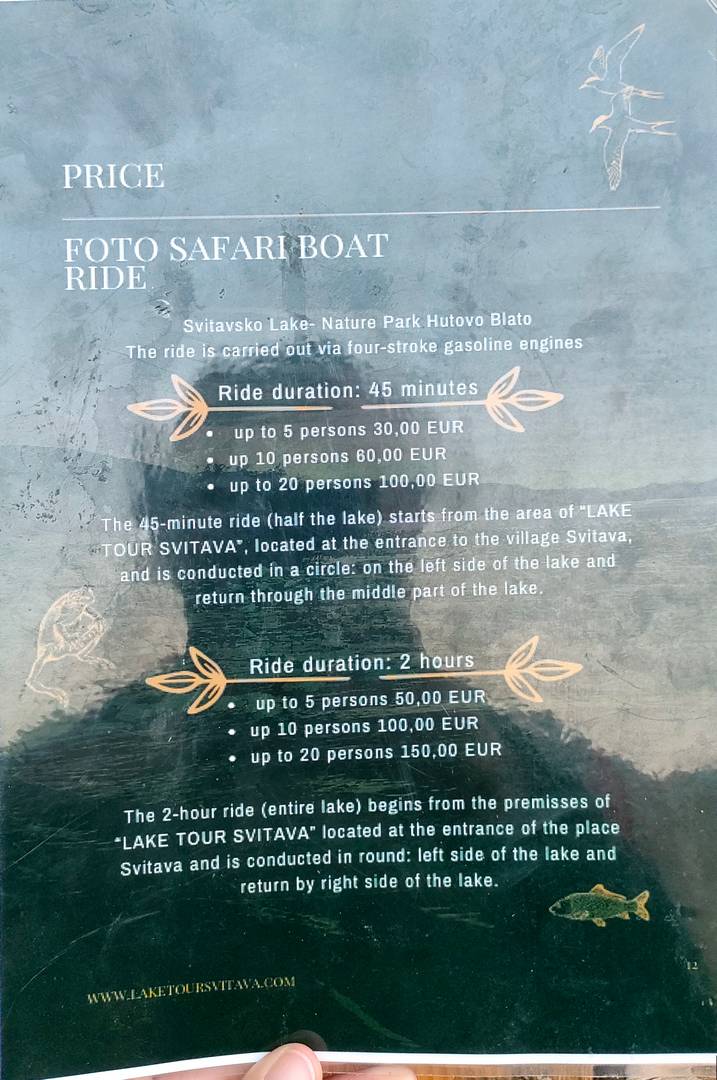 PRICE
FOTO SAFARI BOAT
RIDE
Svitavsko Lake- Nature Park Hutovo Blato
The ride is carried out via four-stroke gasoline engines
Ride duration: 45 minutes
• up to 5 persons 30,00 EUR
• up 10 persons 60,00 EUR
• up to 20 persons 100,00 EUR
The 45-minute ride (half the lake) starts from the area of "LAKE
TOUR SVITAVA", located at the entrance to the village Svitava,
and is conducted in a circle: on the left side of the lake and
return through the middle part of the lake.
Ride duration: 2 hours
• up to 5 persons 50,00 EUR
• up 10 persons 100,00 EUR
• up to 20 persons 150,00 EUR
The 2-hour ride (entire lake) begins from the premisses of
"LAKE TOUR SVITAVA" located at the entrance of the place
Svitava and is conducted in round: left side of the lake and
return by right side of the lake.
12
WWW.LAKETOURSVITAVA.COM